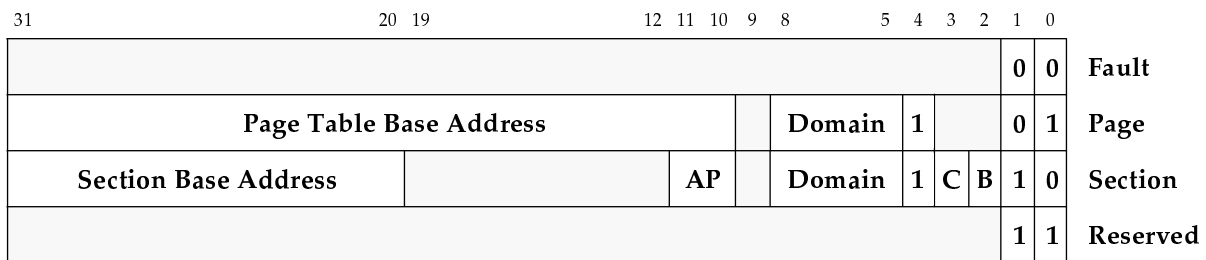 31 20 19 12 11 10 9 8 5 4 3 2 1 0
0 0 Fault
Page Table Base Address Domain 1 0 1 Page
Section Base Address AP Domain 1 C B 1 0 Section
1 1 Reserved